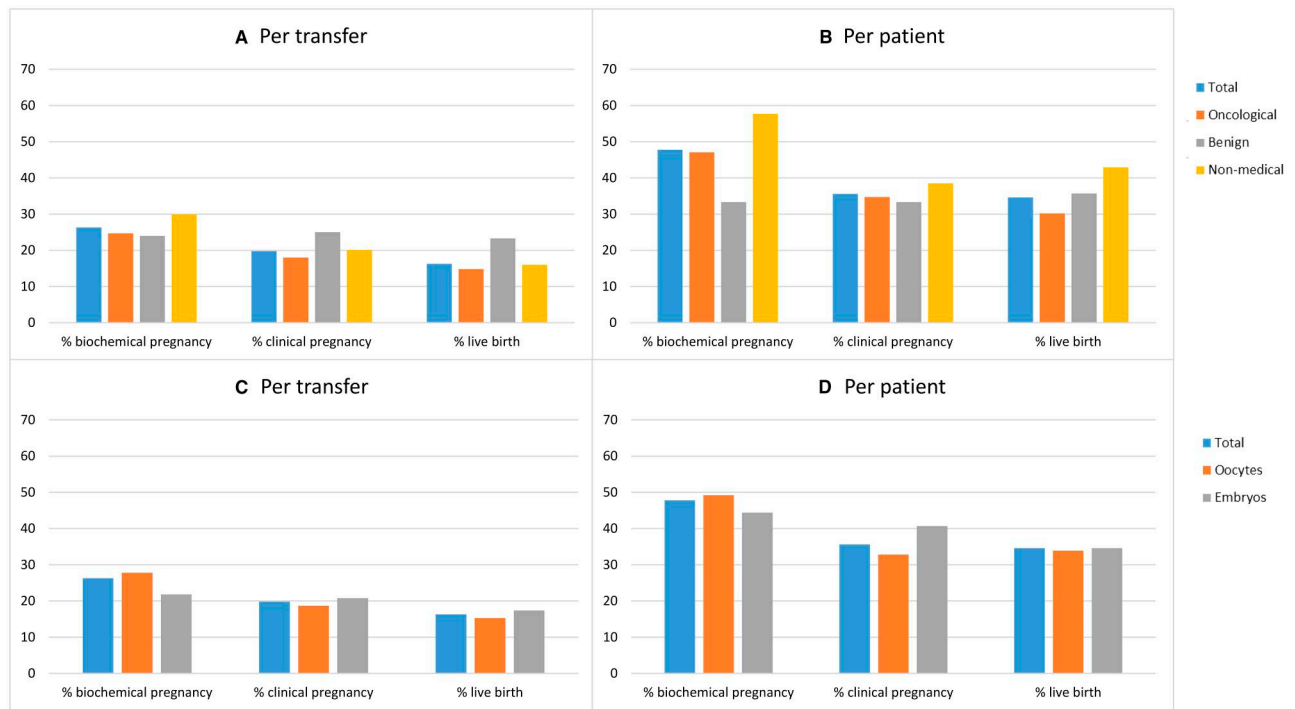 A Per transfer
70
60
50
40
30
20
10
0
% biochemical pregnancy
% clinical pregnancy
% live birth
B Per patient
70
60
50
40
30
20
10
0
% biochemical pregnancy
% clinical pregnancy
% live birth
Total
Oncological
Benign
Non-medical
C Per transfer
70
60
50
40
30
20
10
0
% biochemical pregnancy
% clinical pregnancy
% live birth
D Per patient
70
60
50
40
30
20
10
0
% biochemical pregnancy
% clinical pregnancy
% live birth
Total
Oocytes
Embryos